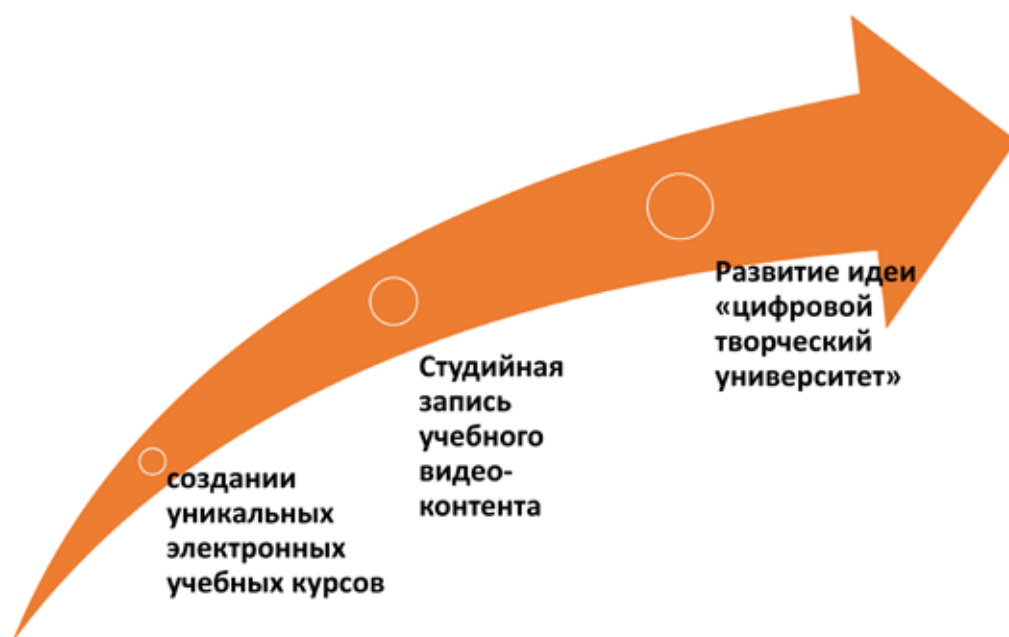 создании
уникальных
электронных
учебных курсов
Студийная
запись
учебного
видео-
контента
Развитие идеи
«цифровой
творческий
университет»